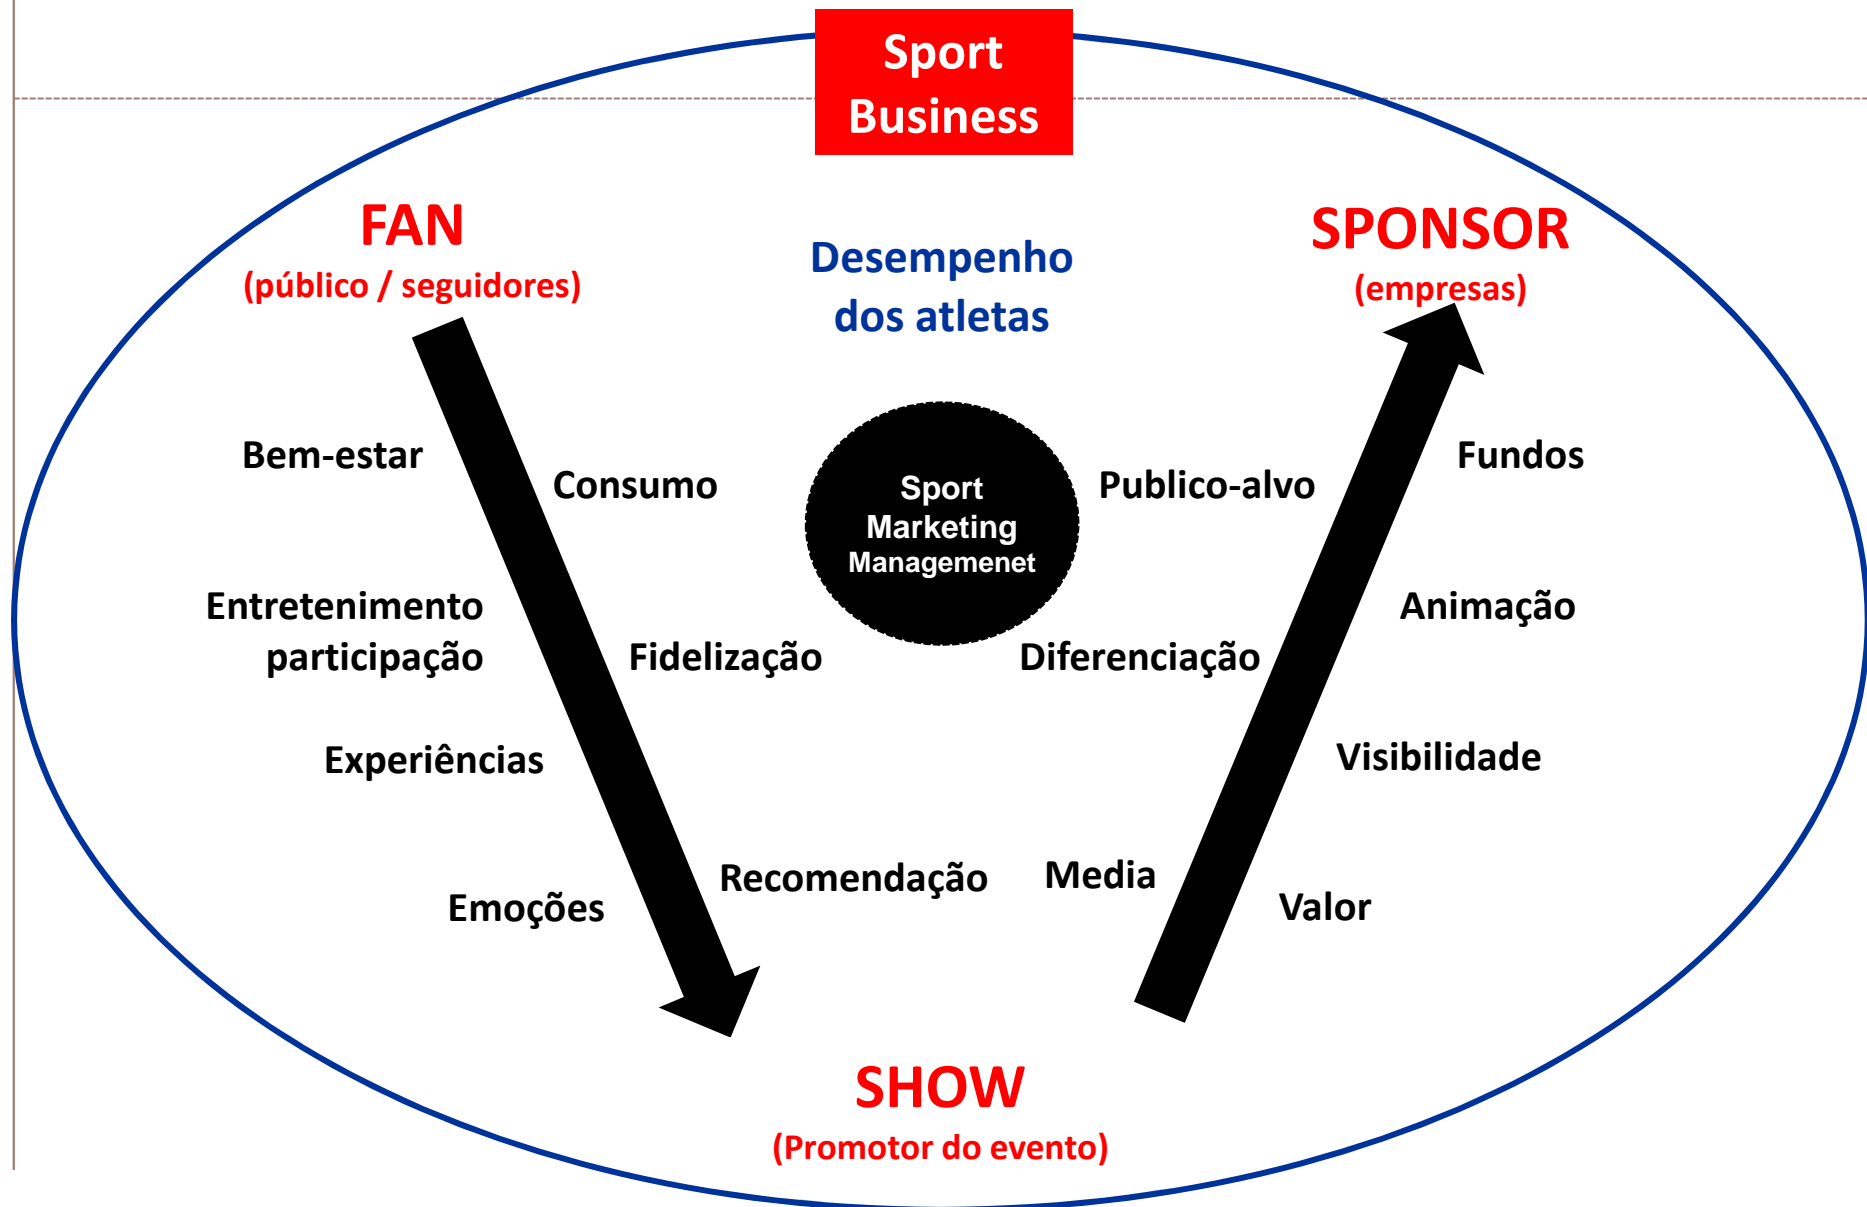 Sport
Business
FAN
(público / seguidores)
Desempenho
dos atletas
SPONSOR
(empresas)
Bem-estar
Consumo
Sport
Marketing
Managemenet
Publico-alvo
Fundos
Entretenimento
participação
Fidelização
Diferenciação
Animação
Experiências
Visibilidade
Emoções
Recomendação
Media
Valor
SHOW
(Promotor do evento)